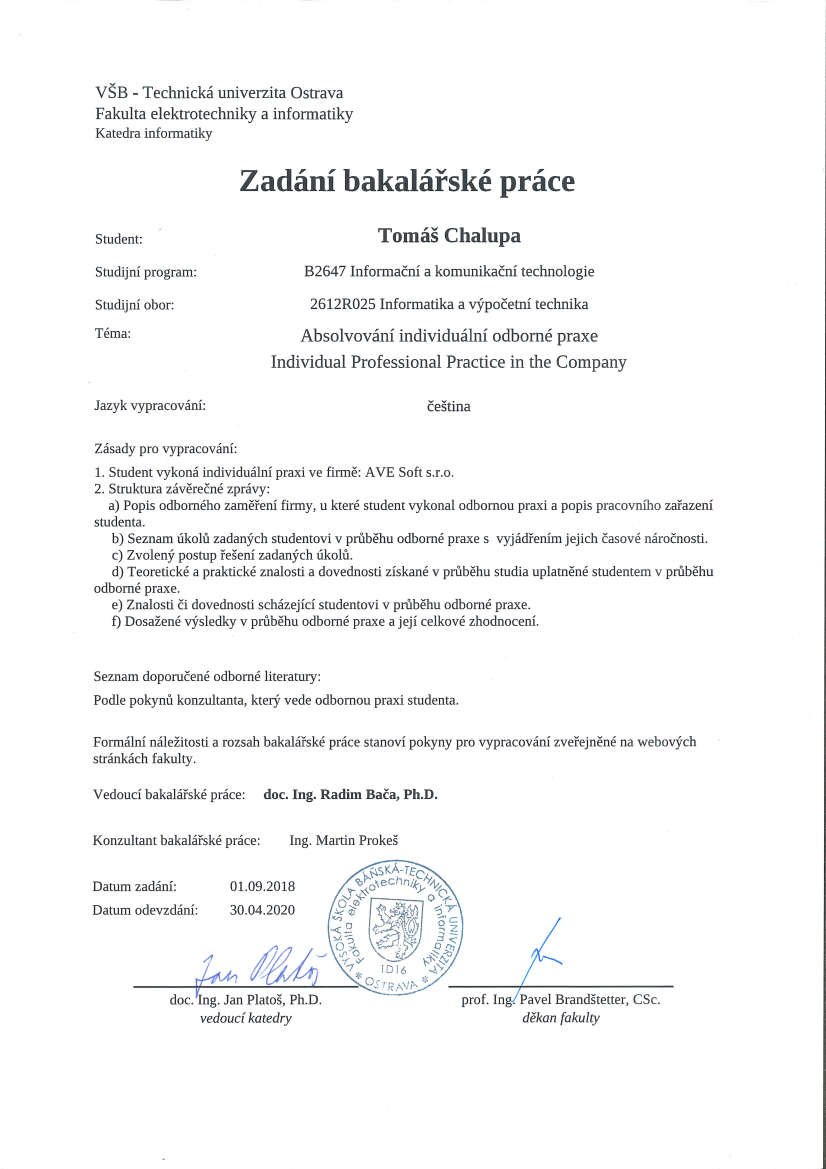 VŠB - Technická univerzita Ostrava
Fakulta elektrotechniky a informatiky
Katedra informatiky
Zadání bakalářské práce
Student: Tomáš Chalupa
Studijní program: B2647 Informační a komunikační technologie
Studijní obor: 2612R025 Informatika a výpočetní technika
Téma: Absolvování individuální odborné praxe
Individual Professional Practice in the Company
Jazyk vypracování: čeština
Zásady pro vypracování:
1. Student vykoná individuální praxi ve firmě: AVE Soft s.r.o.
2. Struktura závěrečné zprávy:
a) Popis odborného zaměření firmy, u které student vykonal odbornou praxi a popis pracovního zařazení
studenta.
b) Seznam úkolů zadaných studentovi v průběhu odborné praxe s vyjádřením jejich časové náročnosti.
c) Zvolený postup řešení zadaných úkolů.
d) Teoretické a praktické znalosti a dovednosti získané v průběhu studia uplatněné studentem v průběhu
odborné praxe.
e) Znalosti či dovednosti scházející studentovi v průběhu odborné praxe.
f) Dosažené výsledky v průběhu odborné praxe a její celkové zhodnocení.
Seznam doporučené odborné literatury:
Podle pokynů konzultanta, který vede odbornou praxi studenta.
Formální náležitosti a rozsah bakalářské práce stanoví pokyny pro vypracování zveřejněné na webových
stránkách fakulty.
Vedoucí bakalářské práce: doc. Ing. Radim Bača, Ph.D.
Konzultant bakalářské práce: Ing. Martin Prokeš
Datum zadání: 01.09.2018
Datum odevzdání: 30.04.2020
VYSOKÁ ŠKOLA BÁŇSKÁ-TECHNICKÁ UNIVERZITA
Fakulta elektrotechniky a informatiky
1D16
* OSTRAVA *
Jan Platoš
doc. Ing. Jan Platoš, Ph.D.
vedoucí katedry
prof. Ing. Pavel Brandštetter, CSc.
děkan fakulty